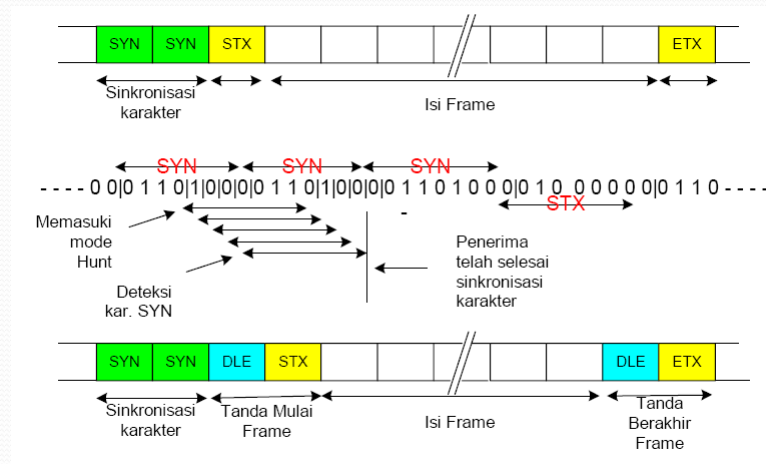 SYN SYN STX ETX
Sinkronisasi
karakter
Isi Frame
SYN SYN SYN
- - - - 0 0|0 1 1 0|1|0|0|0|0 1 1 0|1|0|0|0|0 1 1 0 1 0 0 0|0|1 0 0 0 0 0 0|0 1 1 0 - - - -
STX
Memasuki
mode
Hunt
Deteksi
kar. SYN
Penerima
telah selesai
sinkronisasi
karakter
SYN SYN DLE STX DLE ETX
Sinkronisasi
karakter
Tanda Mulai
Frame
Isi Frame
Tanda
Berakhir
Frame